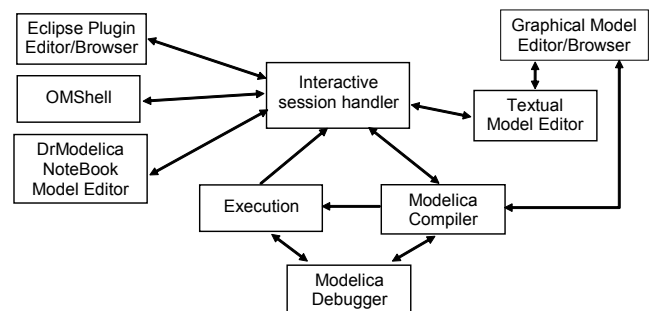 Eclipse Plugin
Editor/Browser
Graphical Model
Editor/Browser
Interactive
session handler
OMShell
Textual
Model Editor
DrModelica
NoteBook
Model Editor
Execution
Modelica
Compiler
Modelica
Debugger